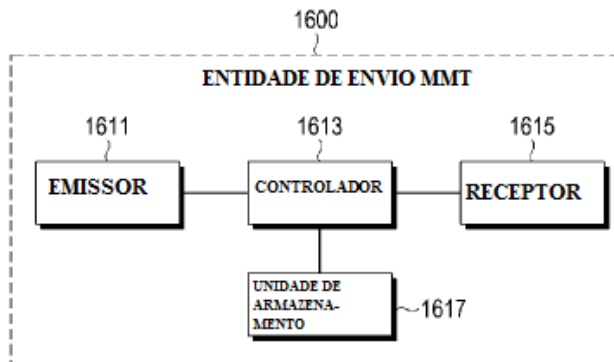 1600
ENTIDADE DE ENVIO MMT
1611
1613
1615
EMISSOR
CONTROLADOR
RECEPTOR
UNIDADE DE
ARMAZENA-
MENTO
1617